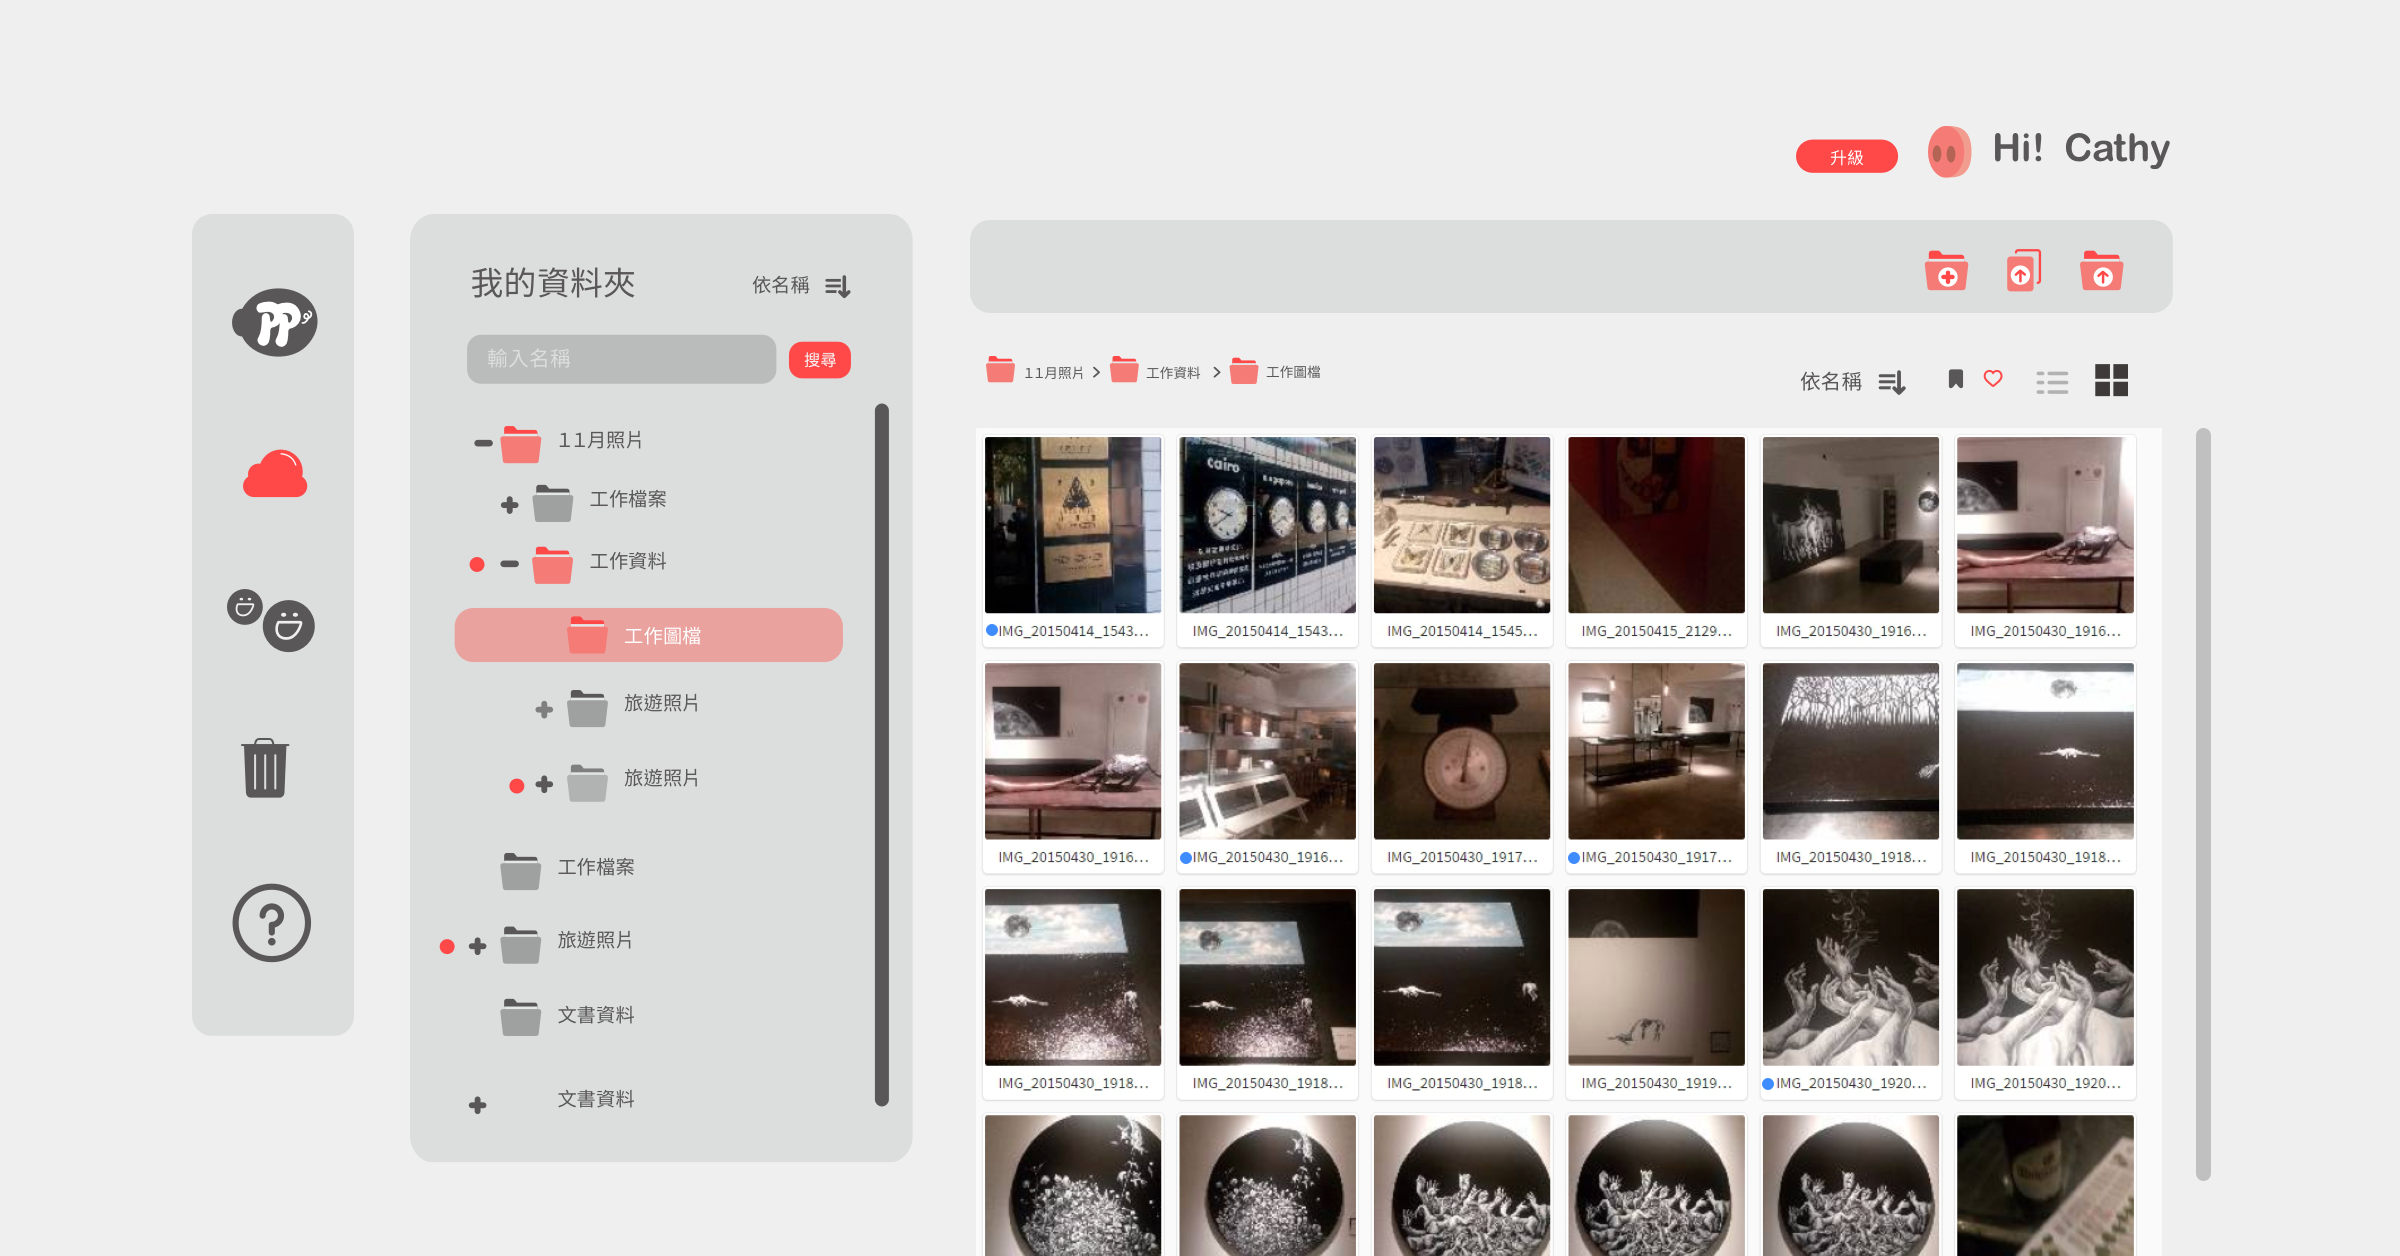 升級
Hi! Cathy
PP
我的資料夾
依名稱
輸入名稱
搜尋
11月照片
工作檔案
工作資料
工作圖檔
旅遊照片
旅遊照片
工作檔案
旅遊照片
文書資料
文書資料
11月照片 > 工作資料 > 工作圖檔
依名稱
cairo
IMG_20150414_1543... IMG_20150414_1543... IMG_20150414_1545... IMG_20150415_2129... IMG_20150430_1916... IMG_20150430_1916...
IMG_20150430_1916... IMG_20150430_1916... IMG_20150430_1917... IMG_20150430_1917... IMG_20150430_1918... IMG_20150430_1918...
IMG_20150430_1918... IMG_20150430_1918... IMG_20150430_1918... IMG_20150430_1919... IMG_20150430_1920... IMG_20150430_1920...